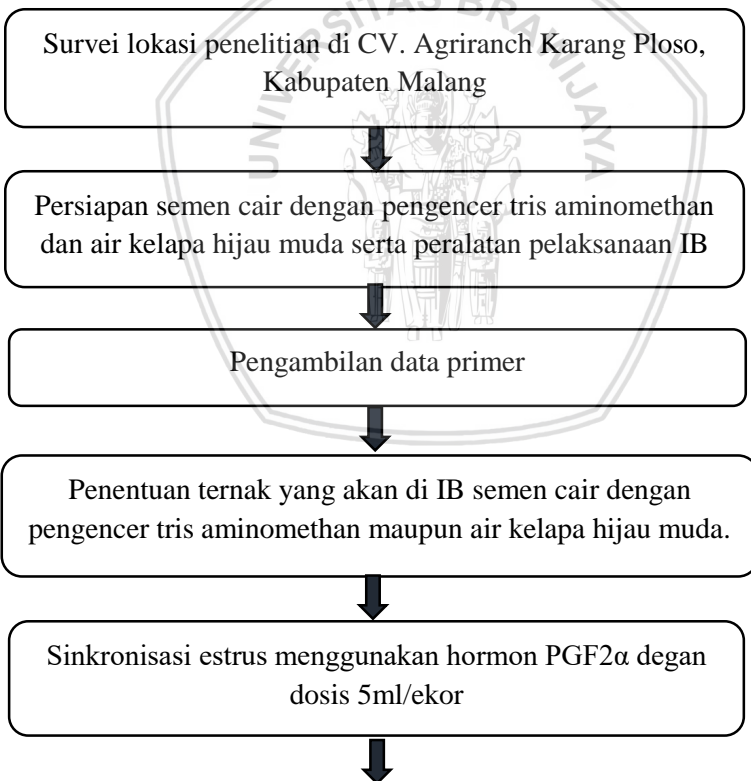 UNIVERSITAS BRAWIJAYA
Survei lokasi penelitian di CV. Agriranch Karang Ploso,
Kabupaten Malang
Persiapan semen cair dengan pengencer tris aminomethan
dan air kelapa hijau muda serta peralatan pelaksanaan IB
Pengambilan data primer
Penentuan ternak yang akan di IB semen cair dengan
pengencer tris aminomethan maupun air kelapa hijau muda.
Sinkronisasi estrus menggunakan hormon PGF2α degan
dosis 5ml/ekor